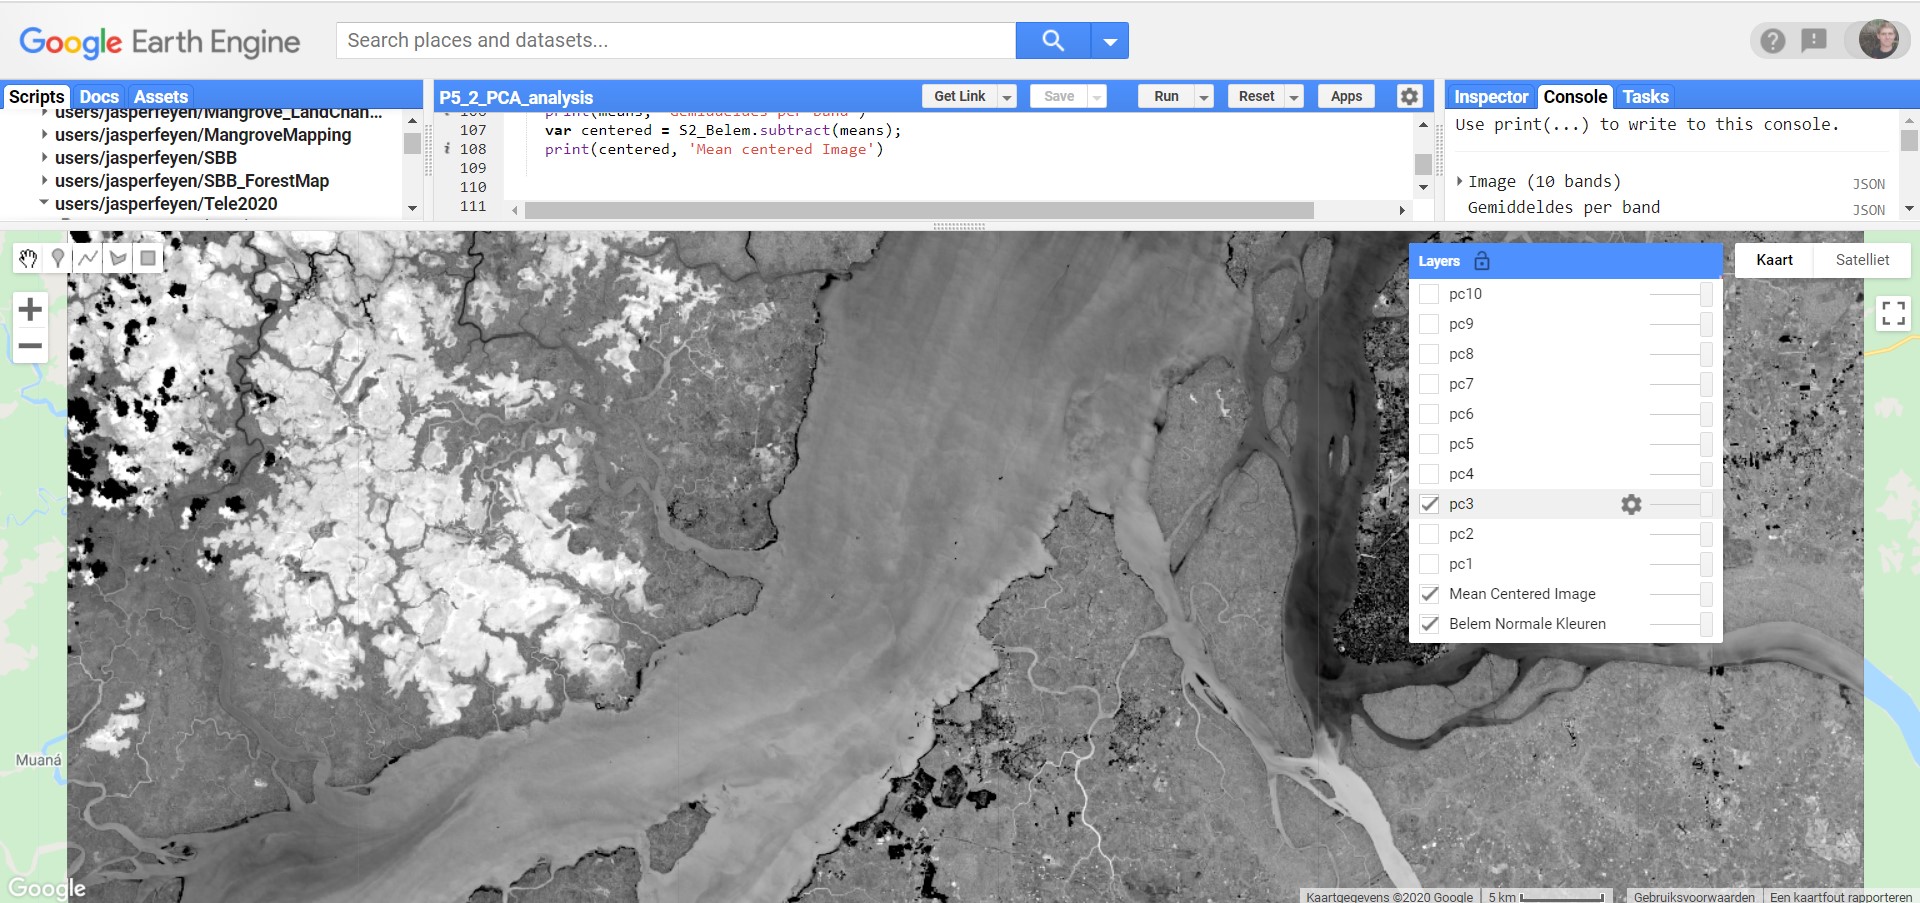 Google Earth Engine
Search places and datasets...
Scripts Docs Assets
users/jasperfeyen/Mangrove_LandChan...
users/jasperfeyen/MangroveMapping
users/jasperfeyen/SBB
users/jasperfeyen/SBB_ForestMap
users/jasperfeyen/Tele2020
P5_2_PCA_analysis
Get Link Save Run Reset Apps
106 print(means, 'Gemiddeldes per band')
107 var centered = S2_Belem.subtract(means);
i 108 print(centered, 'Mean centered Image')
109
110
111
Inspector Console Tasks
Use print(...) to write to this console.
Image (10 bands) JSON
Gemiddeldes per band JSON
Layers
pc10
pc9
pc8
pc7
pc6
pc5
pc4
pc3
pc2
pc1
Mean Centered Image
Belem Normale Kleuren
Kaart Satelliet
Muaná
Google
Kaartgegevens ©2020 Google 5 km Gebruiksvoorwaarden Een kaartfout rapporteren